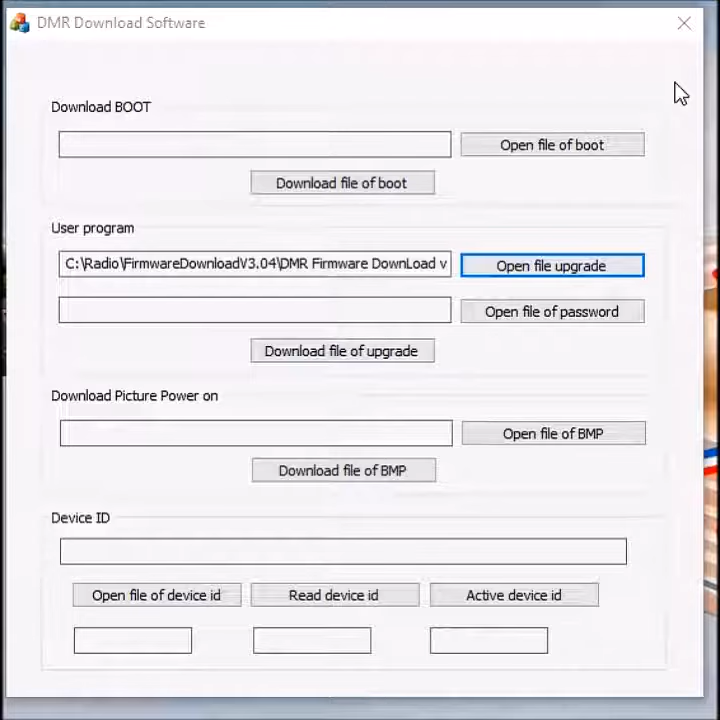 DMR Download Software
Download BOOT
Open file of boot
Download file of boot
User program
C:\Radio\FirmwareDownloadV3.04\DMR Firmware DownLoad v
Open file upgrade
Open file of password
Download file of upgrade
Download Picture Power on
Open file of BMP
Download file of BMP
Device ID
Open file of device id
Read device id
Active device id